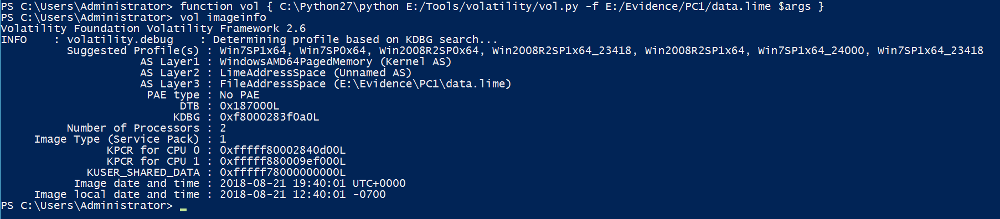 PS C:\Users\Administrator> function vol { C:\Python27\python E:/Tools/volatility/vol.py -f E:/Evidence/PC1/data.lime $args }
PS C:\Users\Administrator> vol imageinfo
Volatility Foundation Volatility Framework 2.6
INFO    : volatility.debug    : Determining profile based on KDBG search...
          Suggested Profile(s) : Win7SP1x64, Win7SP0x64, Win2008R2SP0x64, Win2008R2SP1x64_23418, Win2008R2SP1x64, Win7SP1x64_24000, Win7SP1x64_23418
                     AS Layer1 : WindowsAMD64PagedMemory (Kernel AS)
                     AS Layer2 : LimeAddressSpace (Unnamed AS)
                     AS Layer3 : FileAddressSpace (E:\Evidence\PC1\data.lime)
                      PAE type : No PAE
                           DTB : 0x187000L
                          KDBG : 0xf8000283f0a0L
          Number of Processors : 2
     Image Type (Service Pack) : 1
                KPCR for CPU 0 : 0xfffff80002840d00L
                KPCR for CPU 1 : 0xfffff880009ef000L
             KUSER_SHARED_DATA : 0xfffff78000000000L
           Image date and time : 2018-08-21 19:40:01 UTC+0000
     Image local date and time : 2018-08-21 12:40:01 -0700
PS C:\Users\Administrator>